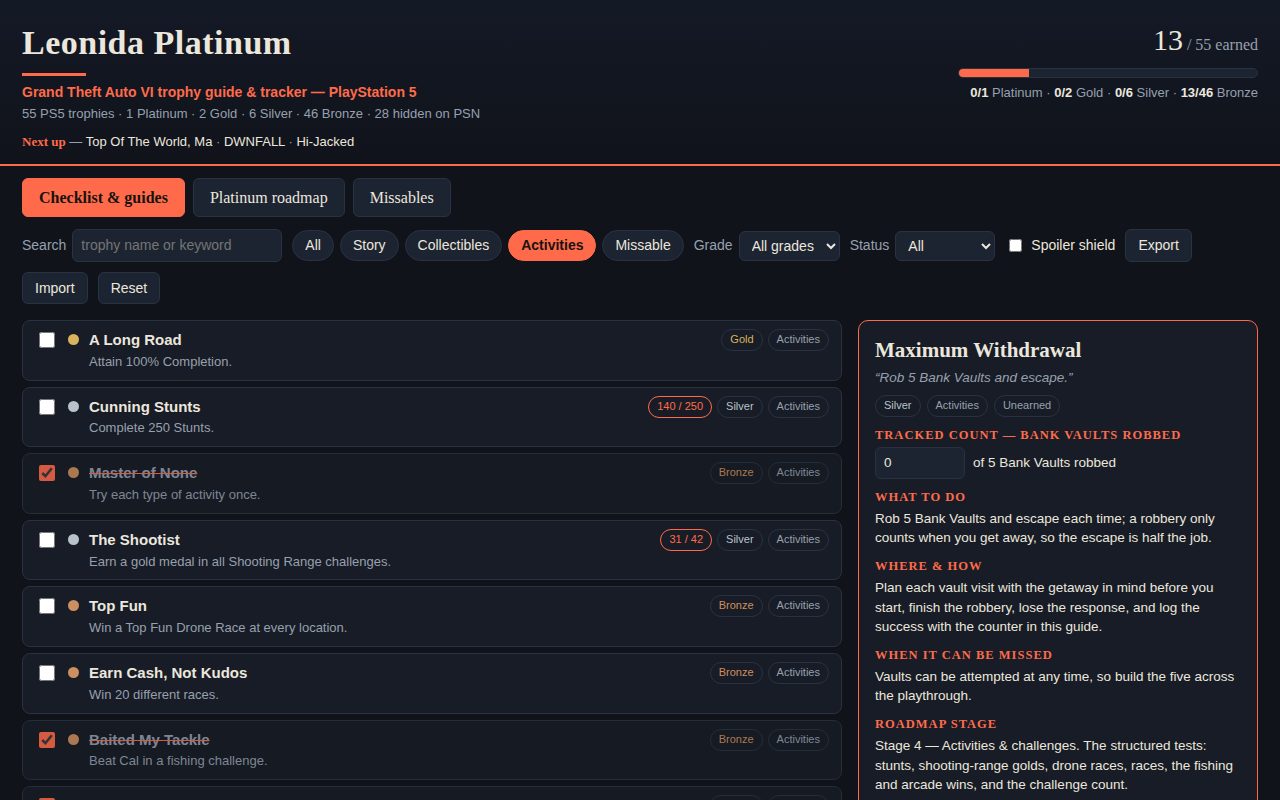 Leonida Platinum
Grand Theft Auto VI trophy guide & tracker — PlayStation 5
55 PS5 trophies · 1 Platinum · 2 Gold · 6 Silver · 46 Bronze · 28 hidden on PSN
Next up — Top Of The World, Ma · DWNFALL · Hi-Jacked
13 / 55 earned
0/1 Platinum · 0/2 Gold · 0/6 Silver · 13/46 Bronze
Checklist & guides
Platinum roadmap
Missables
Search trophy name or keyword All Story Collectibles Activities Missable Grade All grades Status All Spoiler shield Export
Import Reset
A Long Road Gold Activities
Attain 100% Completion.
Cunning Stunts 140 / 250 Silver Activities
Complete 250 Stunts.
Master of None Bronze Activities
Try each type of activity once.
The Shootist 31 / 42 Silver Activities
Earn a gold medal in all Shooting Range challenges.
Top Fun Bronze Activities
Win a Top Fun Drone Race at every location.
Earn Cash, Not Kudos Bronze Activities
Win 20 different races.
Baited My Tackle Bronze Activities
Beat Cal in a fishing challenge.
Maximum Withdrawal
“Rob 5 Bank Vaults and escape.”
Silver Activities Unearned
TRACKED COUNT — BANK VAULTS ROBBED
0 of 5 Bank Vaults robbed
WHAT TO DO
Rob 5 Bank Vaults and escape each time; a robbery only
counts when you get away, so the escape is half the job.
WHERE & HOW
Plan each vault visit with the getaway in mind before you
start, finish the robbery, lose the response, and log the
success with the counter in this guide.
WHEN IT CAN BE MISSED
Vaults can be attempted at any time, so build the five across
the playthrough.
ROADMAP STAGE
Stage 4 — Activities & challenges. The structured tests:
stunts, shooting-range golds, drone races, races, the fishing
and arcade wins, and the challenge count.